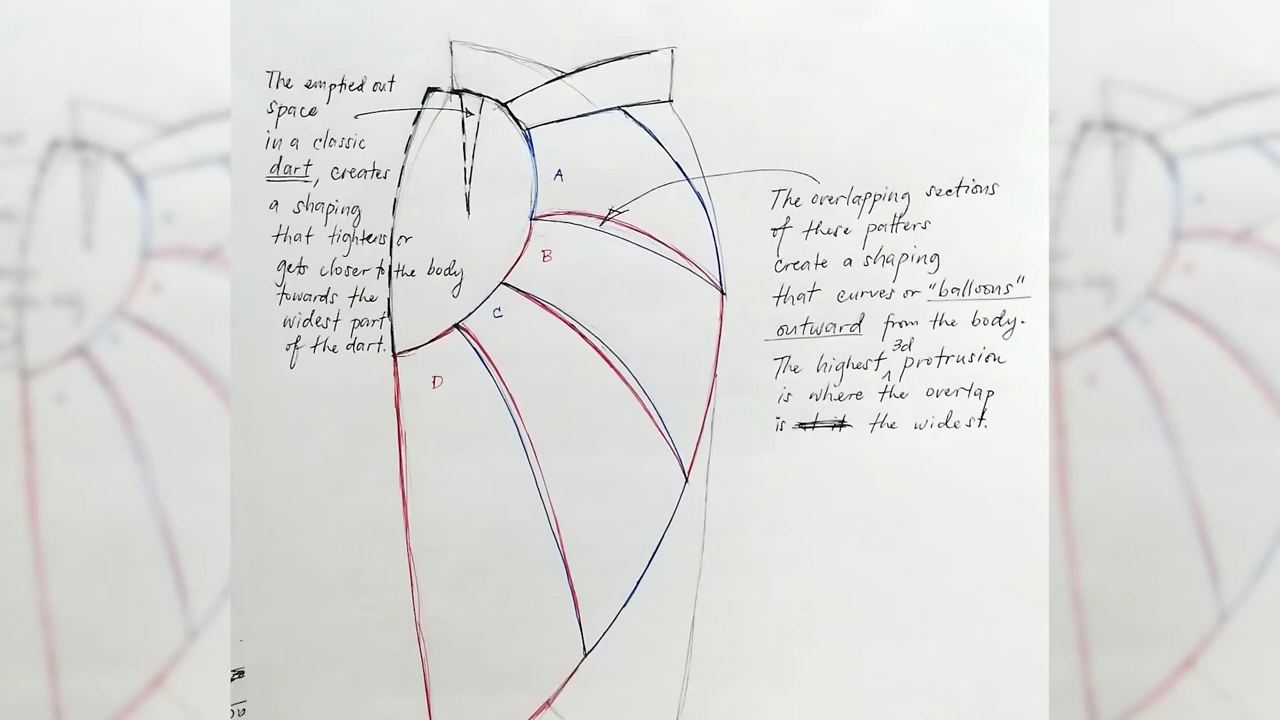 The emptied out
space
in a classic
dart, creates
a shaping
that tightens or
gets closer to the body
towards the
widest part
of the dart.
A
B
C
D
The overlapping sections
of these patters
create a shaping
that curves or "balloons"
outward from the body.
The highest 3d protrusion
is where the overlap
is the widest.